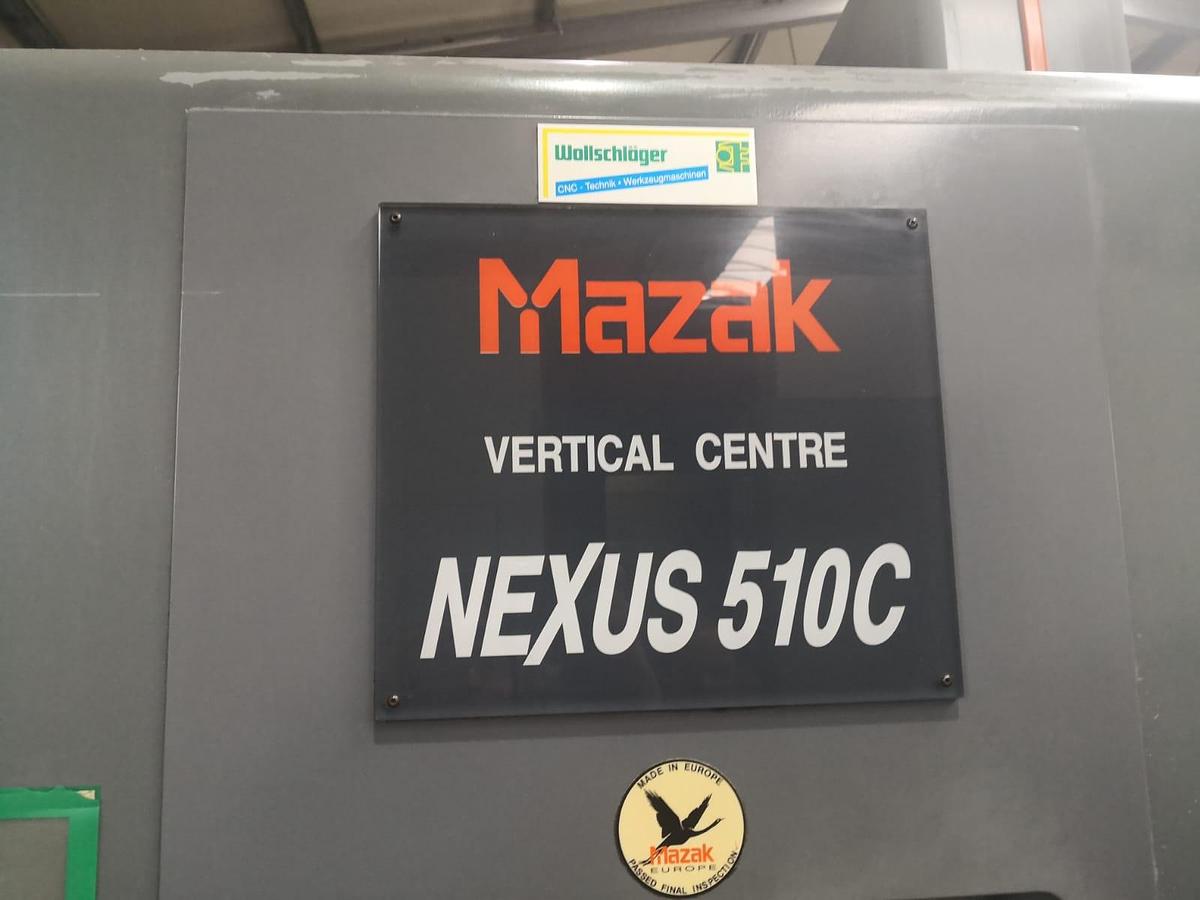 Wollschläger
CNC - Technik • Werkzeugmaschinen
Mazak
VERTICAL CENTRE
NEXUS 510C
MADE IN EUROPE
Mazak
EUROPE
PASSED FINAL INSPECTION